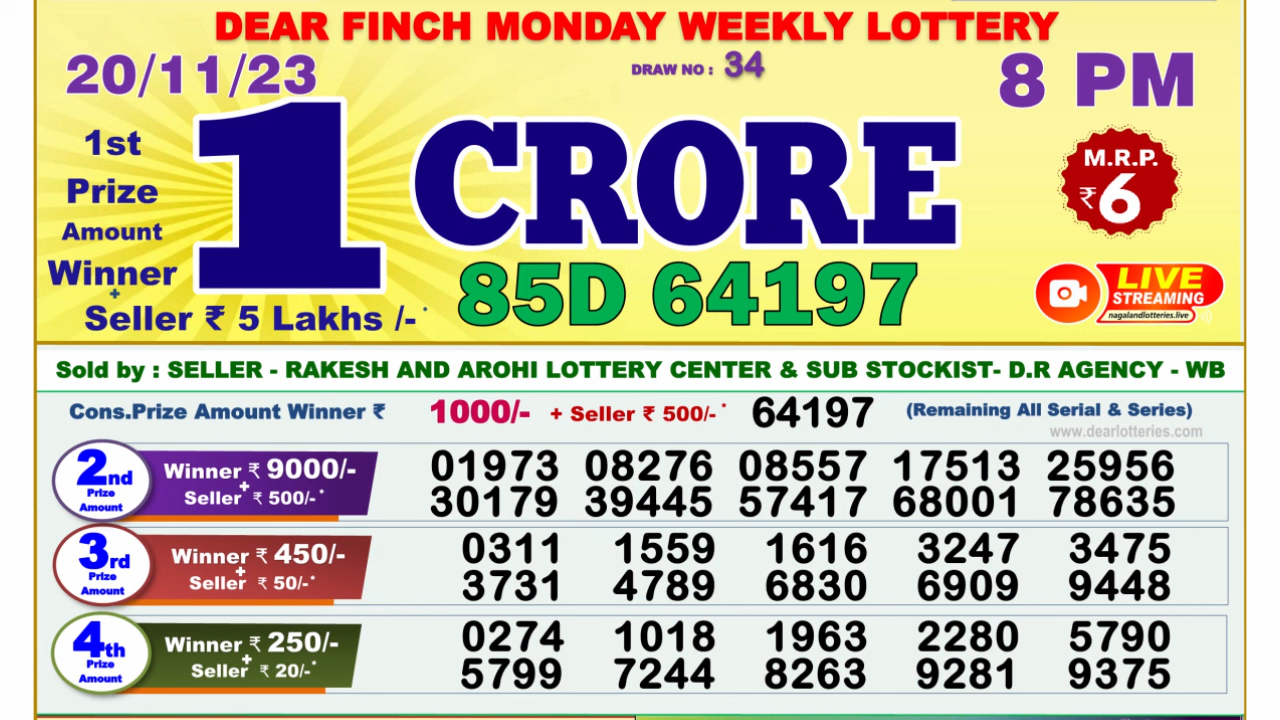 DEAR FINCH MONDAY WEEKLY LOTTERY
20/11/23
DRAW NO : 34
8 PM
1st
Prize
Amount
Winner
+
Seller ₹ 5 Lakhs /-*
1 CRORE
85D 64197
M.R.P.
₹6
LIVE
STREAMING
nagalandlotteries.live
Sold by : SELLER - RAKESH AND AROHI LOTTERY CENTER & SUB STOCKIST- D.R AGENCY - WB
Cons.Prize Amount Winner ₹ 1000/- + Seller ₹ 500/-* 64197 (Remaining All Serial & Series)
www.dearlotteries.com
2nd
Prize
Amount
Winner ₹ 9000/-
+
Seller ₹ 500/-*
01973 08276 08557 17513 25956
30179 39445 57417 68001 78635
3rd
Prize
Amount
Winner ₹ 450/-
+
Seller ₹ 50/-*
0311 1559 1616 3247 3475
3731 4789 6830 6909 9448
4th
Prize
Amount
Winner ₹ 250/-
+
Seller ₹ 20/-*
0274 1018 1963 2280 5790
5799 7244 8263 9281 9375